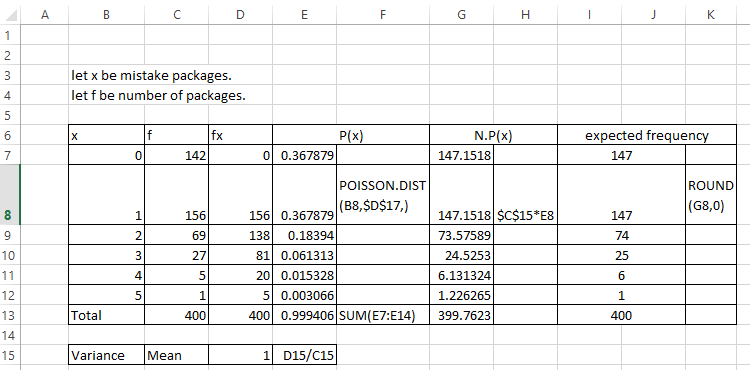 A B C D E F G H I J K
1
2
3 let x be mistake packages.
4 let f be number of packages.
5
6 x f fx P(x) N.P(x) expected frequency
7 0 142 0 0.367879 147.1518 147
POISSON.DIST ROUND
(B8,$D$17,) (G8,0)
8 1 156 156 0.367879 147.1518 $C$15*E8 147
9 2 69 138 0.18394 73.57589 74
10 3 27 81 0.061313 24.5253 25
11 4 5 20 0.015328 6.131324 6
12 5 1 5 0.003066 1.226265 1
13 Total 400 400 0.999406 SUM(E7:E14) 399.7623 400
14
15 Variance Mean 1 D15/C15